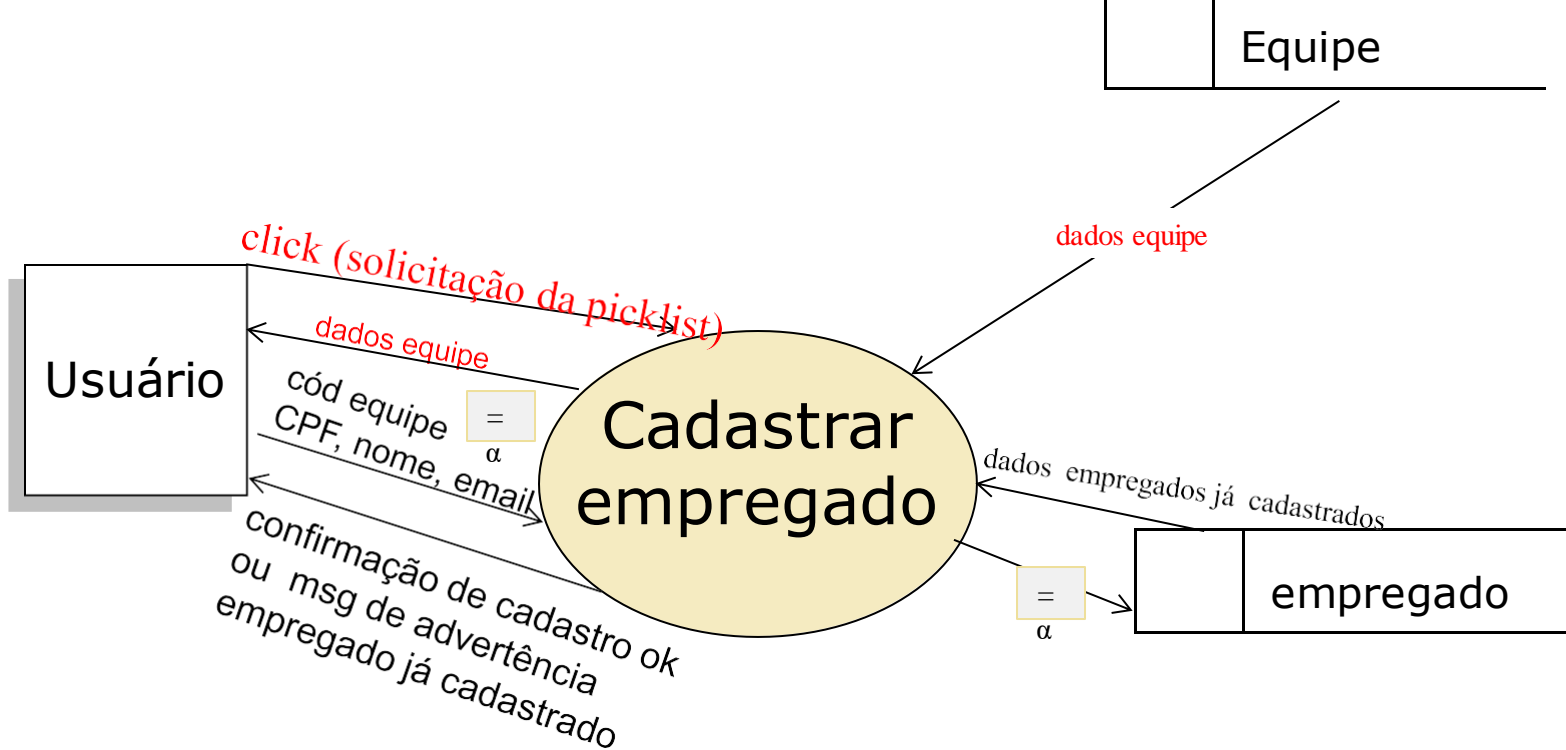 Equipe
dados equipe
click (solicitação da picklist)
dados equipe
Usuário
cód equipe
CPF, nome, email
=
α
Cadastrar
empregado
dados empregados já cadastrados
confirmação de cadastro ok
ou msg de advertência
empregado já cadastrado
=
α
empregado